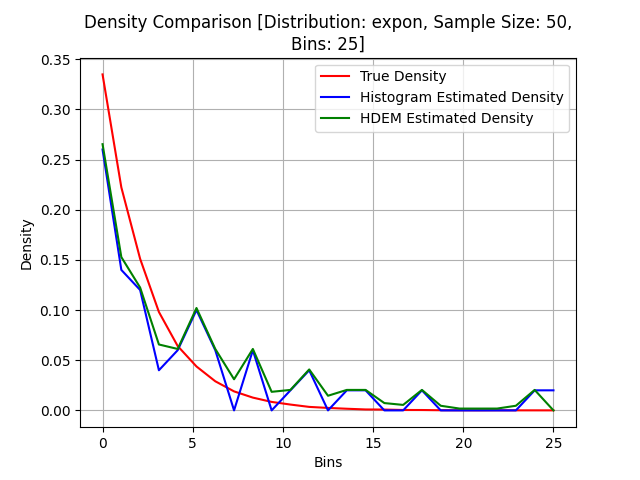 Density Comparison [Distribution: expon, Sample Size: 50,
Bins: 25]
True Density
Histogram Estimated Density
HDEM Estimated Density
Density
0.35
0.30
0.25
0.20
0.15
0.10
0.05
0.00
0 5 10 15 20 25
Bins